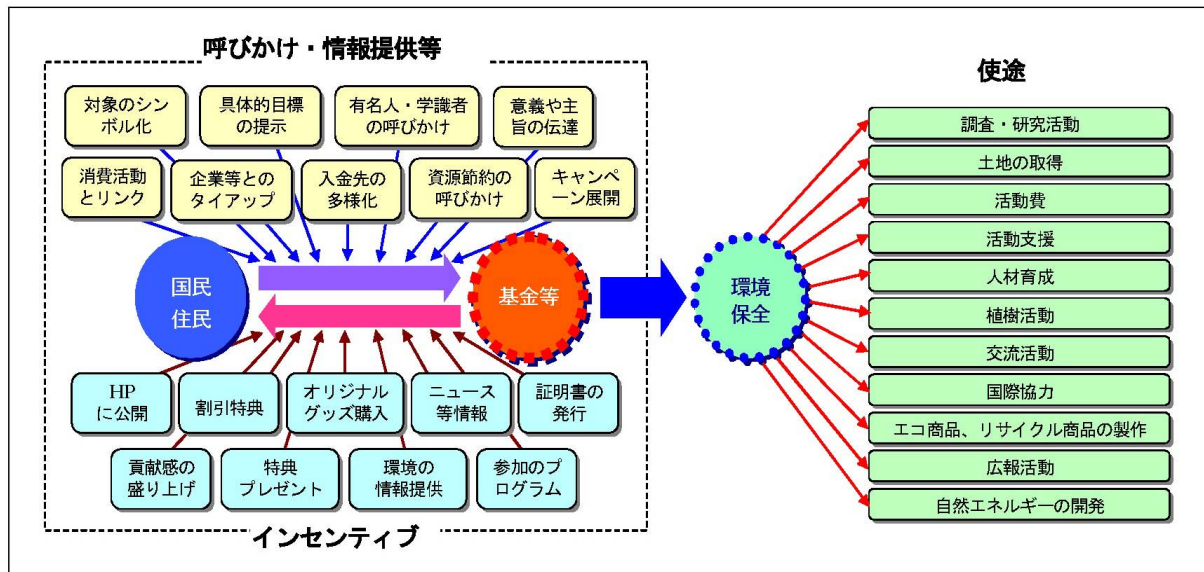 呼びかけ・情報提供等
対象のシン
ボル化
具体的目標
の提示
有名人・学識者
の呼びかけ
意義や主
旨の伝達
消費活動
とリンク
企業等との
タイアップ
入金先の
多様化
資源節約の
呼びかけ
キャンペ
ーン展開
国民
住民
基金等
HP
に公開
割引特典
オリジナル
グッズ購入
ニュース
等情報
証明書の
発行
貢献感の
盛り上げ
特典
プレゼント
環境の
情報提供
参加のプ
ログラム
インセンティブ
環境
保全
使途
調査・研究活動
土地の取得
活動費
活動支援
人材育成
植樹活動
交流活動
国際協力
エコ商品、リサイクル商品の製作
広報活動
自然エネルギーの開発